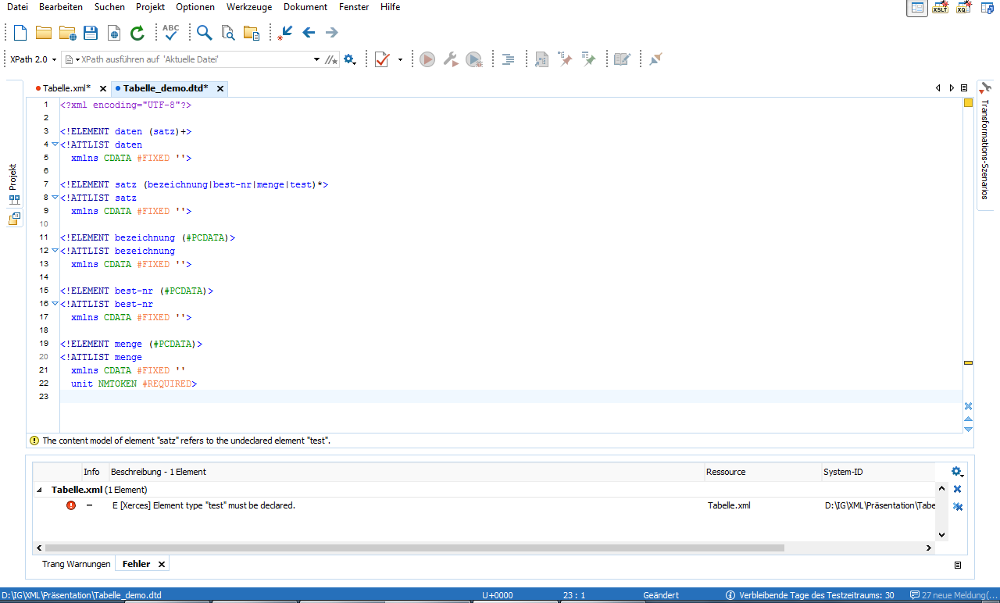 Datei Bearbeiten Suchen Projekt Optionen Werkzeuge Dokument Fenster Hilfe
XSLT XQ
ABC
XPath 2.0 XPath ausführen auf 'Aktuelle Datei' //*
Tabelle.xml* Tabelle_demo.dtd*
Projekt
Transformations-Szenarios
1 <?xml encoding="UTF-8"?>
2
3 <!ELEMENT daten (satz)+>
4 <!ATTLIST daten
5 xmlns CDATA #FIXED ''>
6
7 <!ELEMENT satz (bezeichnung|best-nr|menge|test)*>
8 <!ATTLIST satz
9 xmlns CDATA #FIXED ''>
10
11 <!ELEMENT bezeichnung (#PCDATA)>
12 <!ATTLIST bezeichnung
13 xmlns CDATA #FIXED ''>
14
15 <!ELEMENT best-nr (#PCDATA)>
16 <!ATTLIST best-nr
17 xmlns CDATA #FIXED ''>
18
19 <!ELEMENT menge (#PCDATA)>
20 <!ATTLIST menge
21 xmlns CDATA #FIXED ''
22 unit NMTOKEN #REQUIRED>
23
The content model of element "satz" refers to the undeclared element "test".
Info Beschreibung - 1 Element Ressource System-ID
Tabelle.xml (1 Element)
E [Xerces] Element type "test" must be declared. Tabelle.xml D:\IG\XML\Präsentation\Tabe
Trang Warnungen Fehler
D:\IG\XML\Präsentation\Tabelle_demo.dtd U+0000 23 : 1 Geändert Verbleibende Tage des Testzeitraums: 30 27 neue Meldung(...